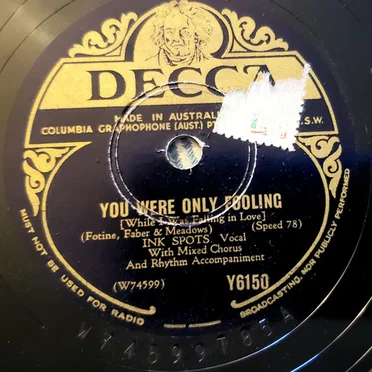 DECCA
MADE IN AUSTRALIA
COLUMBIA GRAPHOPHONE (AUST.) P N.S.W.
YOU WERE ONLY FOOLING
[While I Was Falling in Love]
(Fotine, Faber & Meadows) (Speed 78)
INK SPOTS, Vocal
With Mixed Chorus
And Rhythm Accompaniment
(W74599) Y6150
MUST NOT BE USED FOR RADIO
BROADCASTING, NOR PUBLICLY PERFORMED